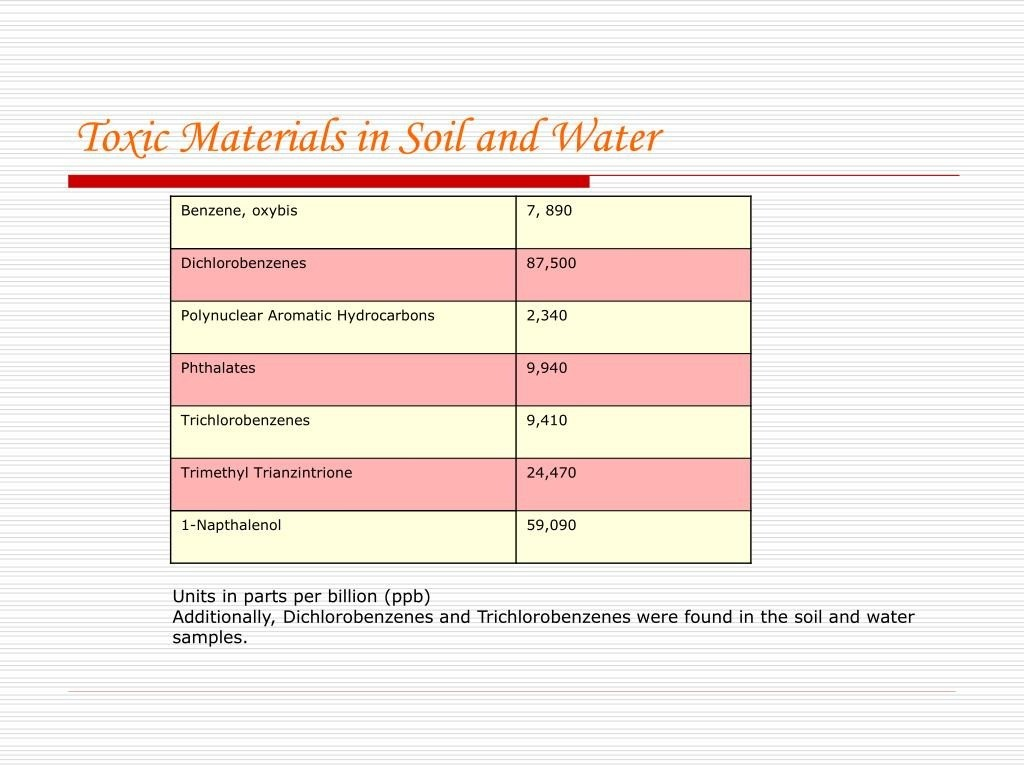 Toxic Materials in Soil and Water
Benzene, oxybis 7, 890
Dichlorobenzenes 87,500
Polynuclear Aromatic Hydrocarbons 2,340
Phthalates 9,940
Trichlorobenzenes 9,410
Trimethyl Trianzintrione 24,470
1-Napthalenol 59,090
Units in parts per billion (ppb)
Additionally, Dichlorobenzenes and Trichlorobenzenes were found in the soil and water
samples.